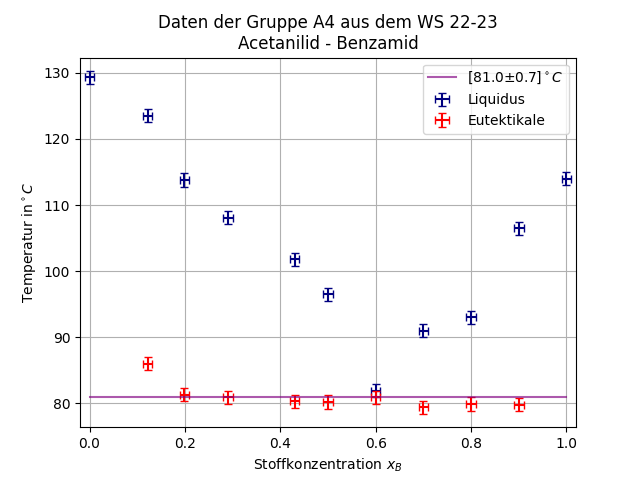 Daten der Gruppe A4 aus dem WS 22-23
Acetanilid - Benzamid
[81.0±0.7]°C
Liquidus
Eutektikale
130
120
110
100
90
80
Temperatur in°C
0.0 0.2 0.4 0.6 0.8 1.0
Stoffkonzentration x_B